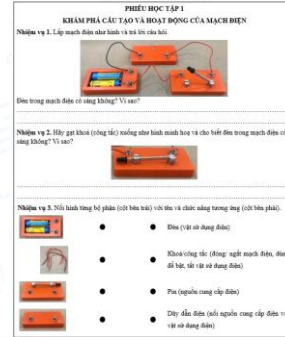 PHIẾU HỌC TẬP 1
KHÁM PHÁ CẤU TẠO VÀ HOẠT ĐỘNG CỦA MẠCH ĐIỆN
Nhiệm vụ 1. Lắp mạch điện như hình và trả lời câu hỏi.
Đèn trong mạch điện có sáng không? Vì sao?
Nhiệm vụ 2. Hãy gạt khoá (công tắc) xuống như hình minh hoạ và cho biết đèn trong mạch điện có
sáng không? Vì sao?
Nhiệm vụ 3. Nối hình từng bộ phận (cột bên trái) với tên và chức năng tương ứng (cột bên phải).
Đèn (vật sử dụng điện)
Khoá/công tắc (đóng/ ngắt mạch điện, dùng
để bật, tắt vật sử dụng điện)
Pin (nguồn cung cấp điện)
Dây dẫn điện (nối nguồn cung cấp điện và
vật sử dụng điện)